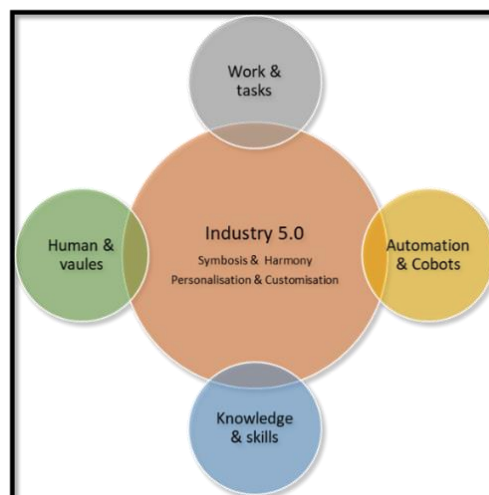 Work &
tasks
Industry 5.0
Symbosis & Harmony
Personalisation & Customisation
Human &
vaules
Automation
& Cobots
Knowledge
& skills